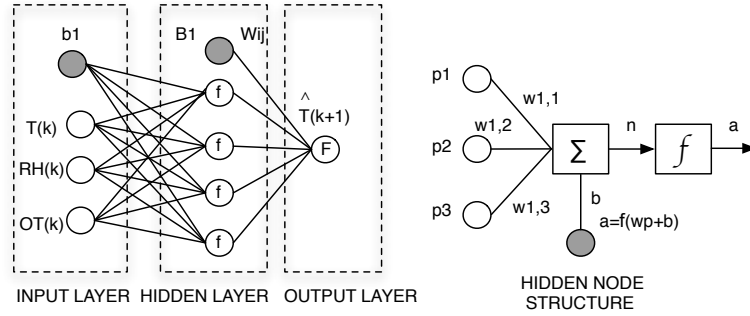 b1
T(k)
RH(k)
OT(k)
INPUT LAYER
B1
Wij
f
f
f
f
HIDDEN LAYER
^
T(k+1)
F
OUTPUT LAYER
p1
p2
p3
w1,1
w1,2
w1,3
Σ
n
f
a
b
a=f(wp+b)
HIDDEN NODE
STRUCTURE